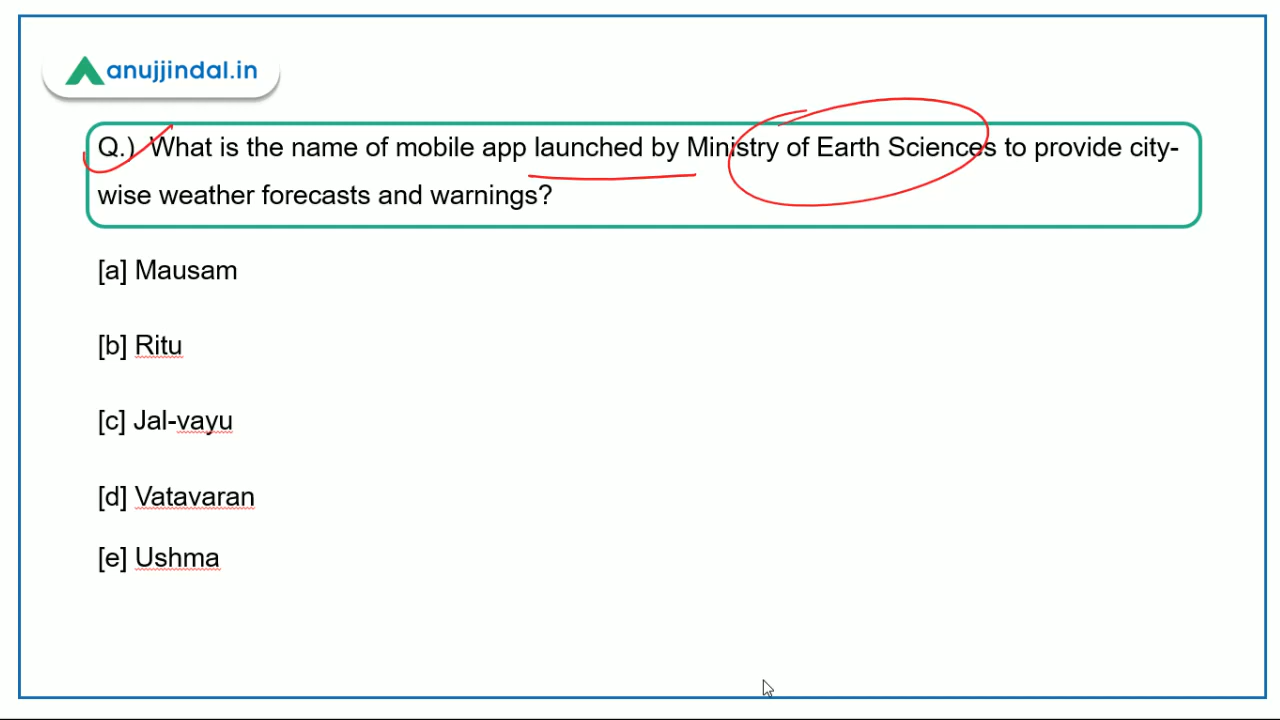 anujjindal.in
Q.) What is the name of mobile app launched by Ministry of Earth Sciences to provide city-
wise weather forecasts and warnings?
[a] Mausam
[b] Ritu
[c] Jal-vayu
[d] Vatavaran
[e] Ushma